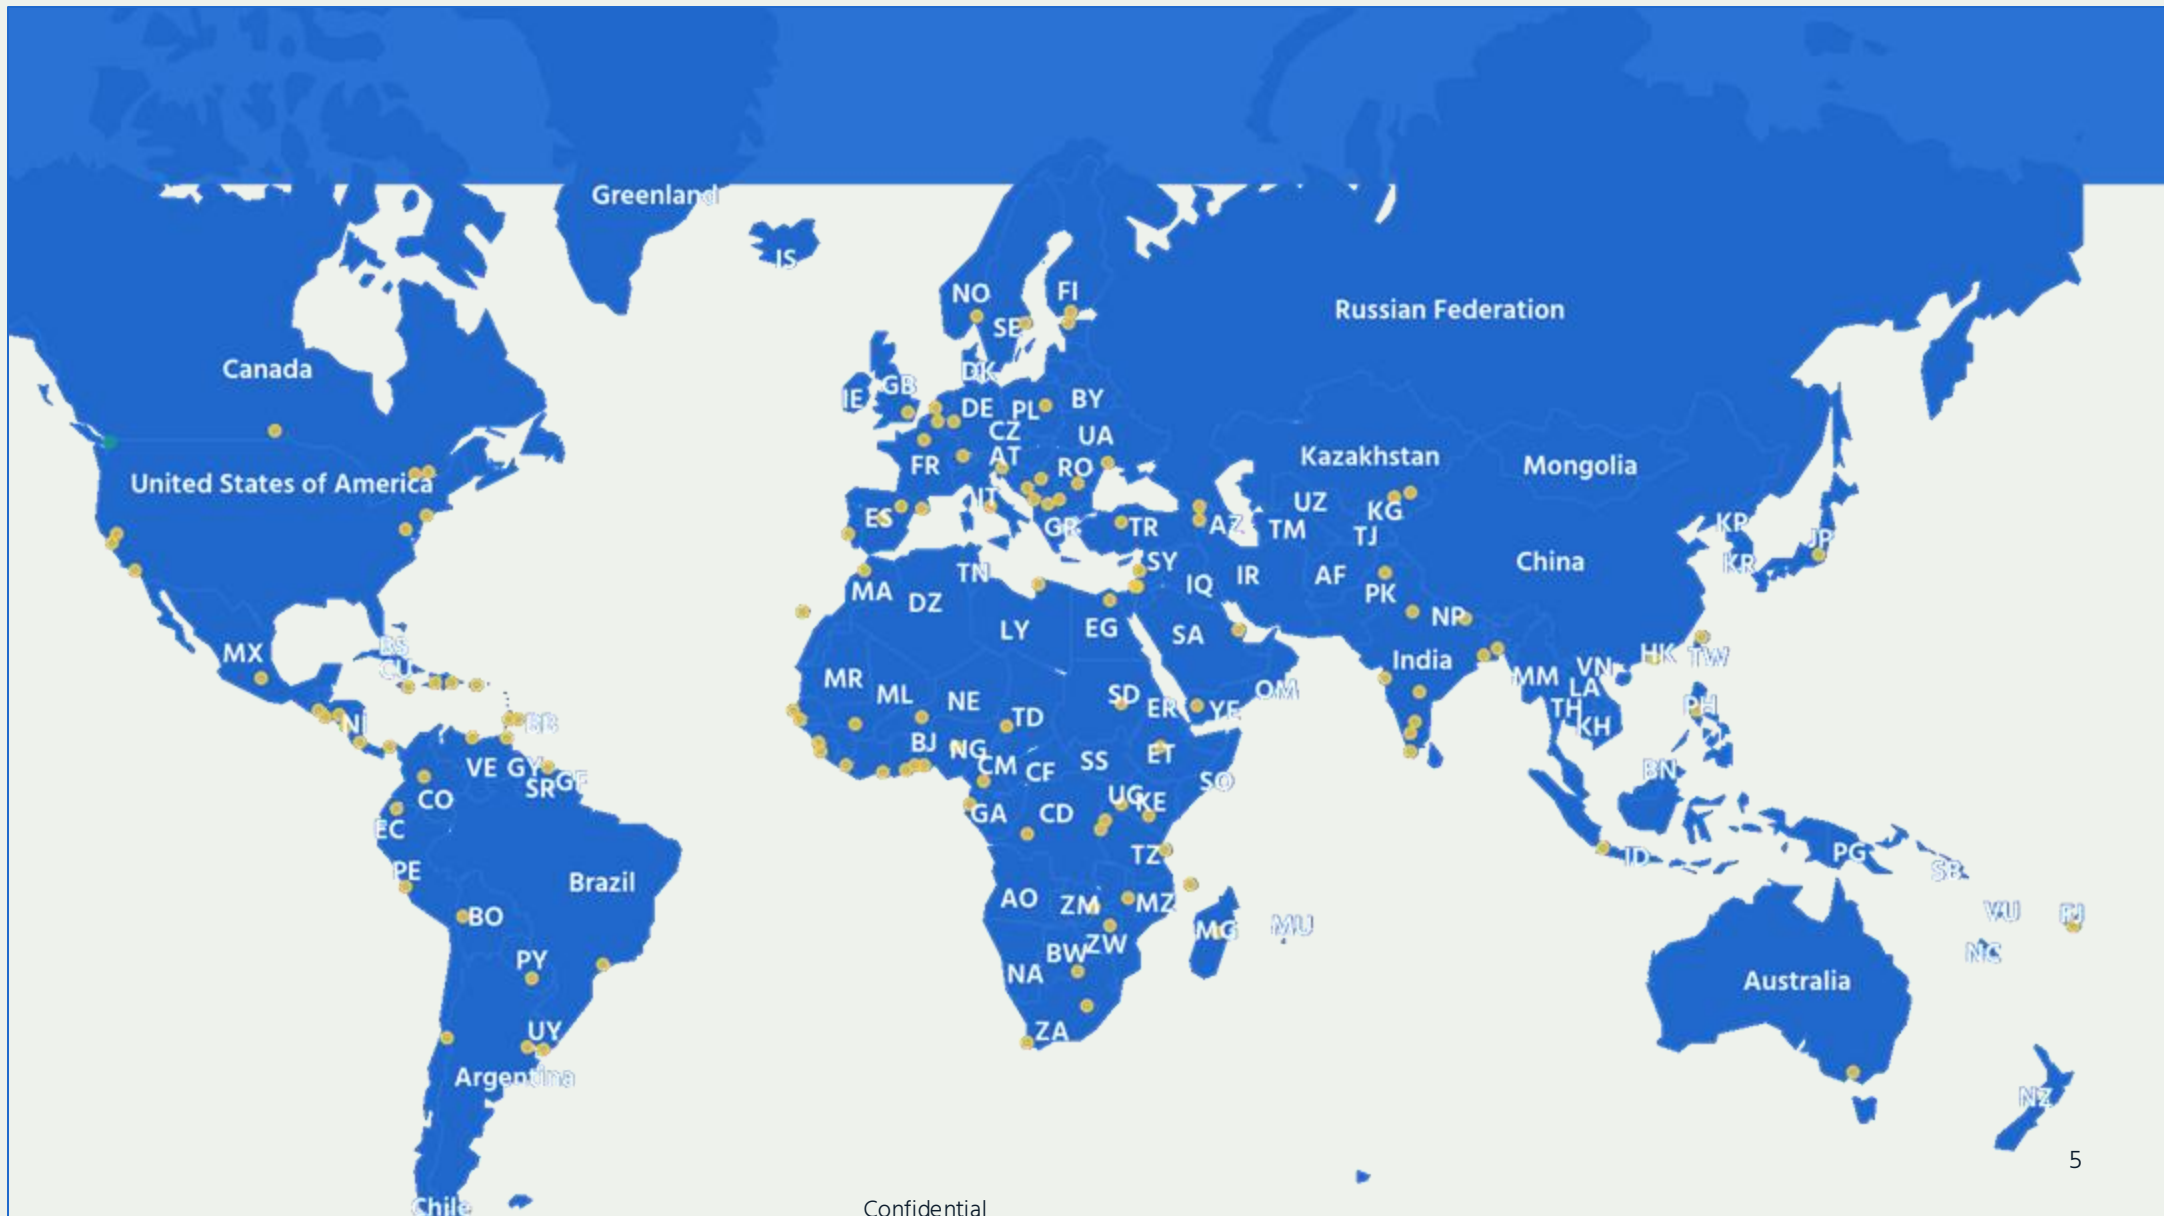 Greenland
IS
NO
FI
SE
Russian Federation
Canada
DK
IE
GB
DE
PL
BY
CZ
UA
AT
FR
RO
Kazakhstan
Mongolia
United States of America
IT
ES
GR
TR
AZ
UZ
TM
KG
TJ
KP
JP
KR
China
SY
TN
MA
DZ
IQ
IR
AF
PK
NP
LY
EG
SA
India
MX
BS
CU
HK
TW
MR
ML
NE
TD
SD
ER
YE
OM
MM
VN
LA
TH
KH
PH
NI
BB
BJ
NG
CM
CF
SS
ET
SO
VE
GY
SR
GF
CO
EC
GA
CD
UG
KE
BN
PE
TZ
ID
PG
SB
Brazil
AO
ZM
MZ
BO
MG
MU
VU
FJ
NC
PY
NA
BW
ZW
Australia
UY
ZA
Argentina
NZ
Chile
5
Confidential